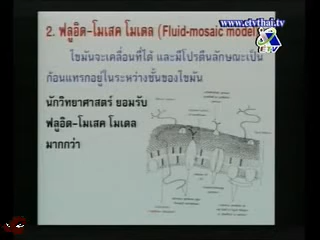 www.etvthai.tv
2. ฟลูอิด-โมเสค โมเดล (Fluid-mosaic model)
ไขมันจะเคลื่อนที่ได้ และมีโปรตีนลักษณะเป็น
ก้อนแทรกอยู่ในระหว่างชั้นของไขมัน
นักวิทยาศาสตร์ ยอมรับ
ฟลูอิด-โมเสค โมเดล
มากกว่า